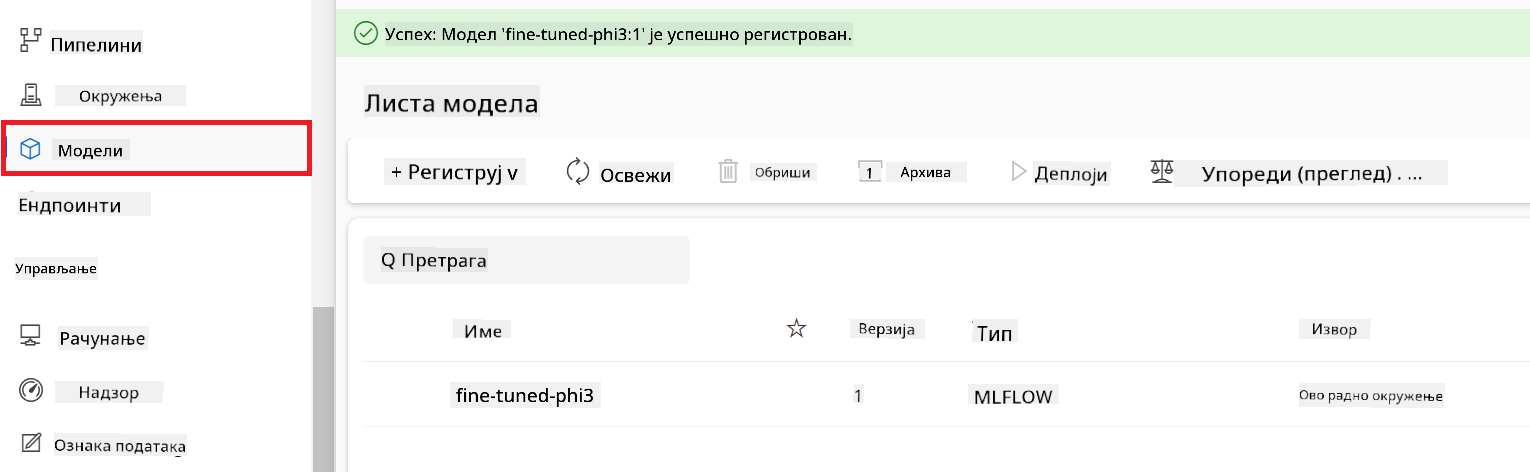 Пипелини
Окружења
Модели
Ендпоинти
Управљање
Рачунање
Надзор
Ознака података
Успех: Модел 'fine-tuned-phi3:1' је успешно регистрован.
Листа модела
+ Региструј v
Освежи
Обриши
1 Архива
Деплоји
Упореди (преглед) . ...
Q Претрага
Име Верзија Тип Извор
fine-tuned-phi3 1 MLFLOW Ово радно окружење